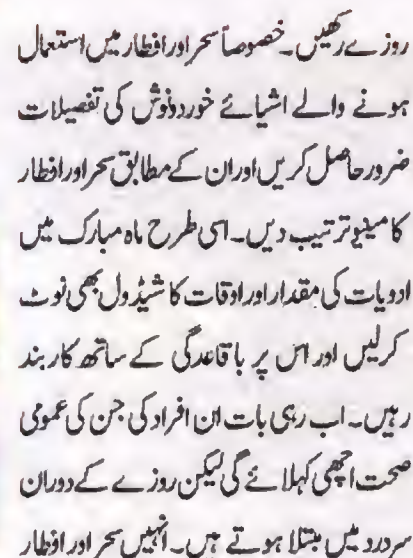 روزے رکھیں۔ خصوصاً سحر اور افطار میں استعمال
ہونے والے اشیائے خوردونوش کی تفصیلات
ضرور حاصل کریں اور ان کے مطابق سحر اور افطار
کا مینیو ترتیب دیں۔ اسی طرح ماہ مبارک میں
ادویات کی مقدار اور اوقات کا شیڈول بھی نوٹ
کرلیں اور اس پر باقاعدگی کے ساتھ کاربند
رہیں۔ اب رہی بات ان افراد کی جن کی عمومی
صحت اچھی کہلائے گی لیکن روزے کے دوران
سردرد میں مبتلا ہوتے ہیں۔ انہیں سحر اور افطار